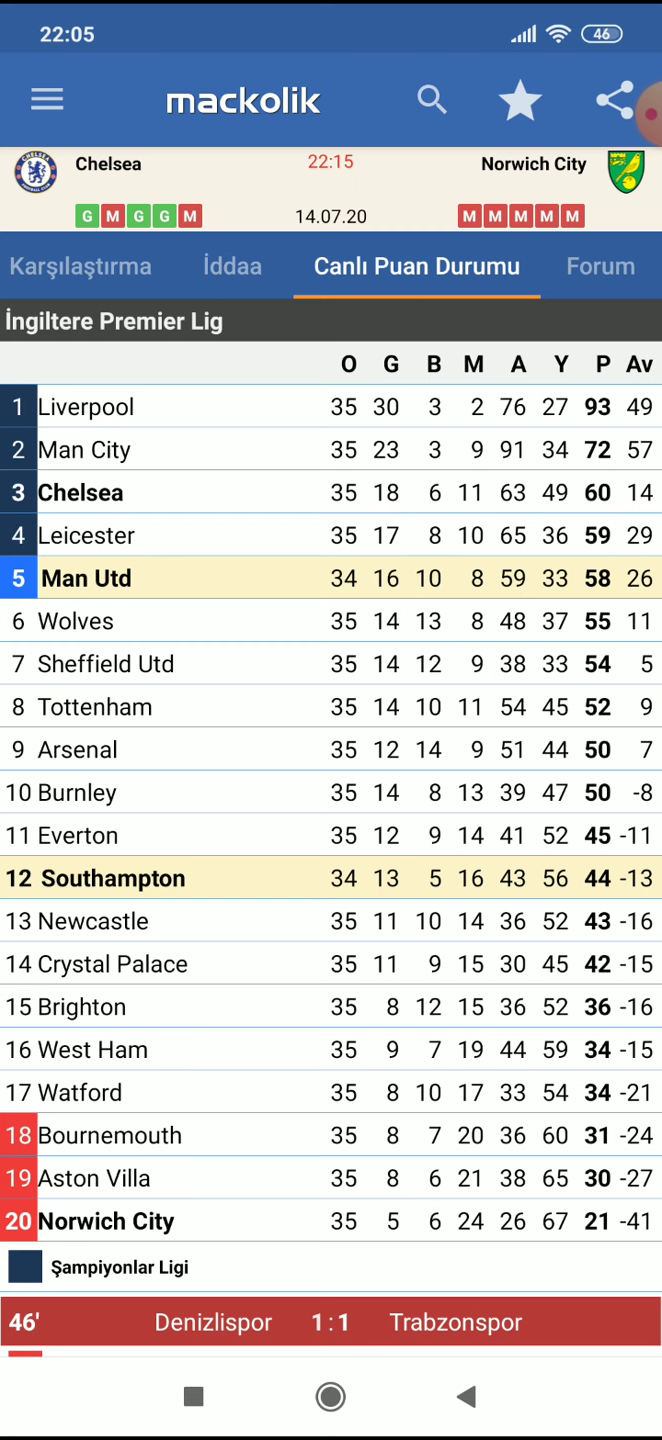 22:05 46
mackolik
Chelsea 22:15 Norwich City
G M G G M 14.07.20 M M M M M
Karşılaştırma İddaa Canlı Puan Durumu Forum
İngiltere Premier Lig
O G B M A Y P Av
1 Liverpool 35 30 3 2 76 27 93 49
2 Man City 35 23 3 9 91 34 72 57
3 Chelsea 35 18 6 11 63 49 60 14
4 Leicester 35 17 8 10 65 36 59 29
5 Man Utd 34 16 10 8 59 33 58 26
6 Wolves 35 14 13 8 48 37 55 11
7 Sheffield Utd 35 14 12 9 38 33 54 5
8 Tottenham 35 14 10 11 54 45 52 9
9 Arsenal 35 12 14 9 51 44 50 7
10 Burnley 35 14 8 13 39 47 50 -8
11 Everton 35 12 9 14 41 52 45 -11
12 Southampton 34 13 5 16 43 56 44 -13
13 Newcastle 35 11 10 14 36 52 43 -16
14 Crystal Palace 35 11 9 15 30 45 42 -15
15 Brighton 35 8 12 15 36 52 36 -16
16 West Ham 35 9 7 19 44 59 34 -15
17 Watford 35 8 10 17 33 54 34 -21
18 Bournemouth 35 8 7 20 36 60 31 -24
19 Aston Villa 35 8 6 21 38 65 30 -27
20 Norwich City 35 5 6 24 26 67 21 -41
Şampiyonlar Ligi
46' Denizlispor 1 : 1 Trabzonspor